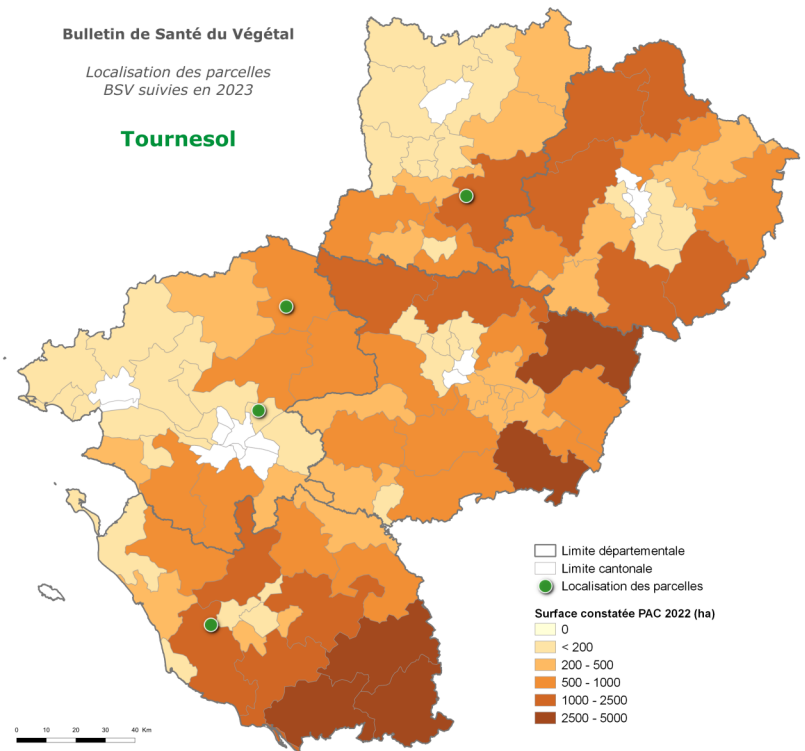 Bulletin de Santé du Végétal
Localisation des parcelles
BSV suivies en 2023
Tournesol
Limite départementale
Limite cantonale
Localisation des parcelles
Surface constatée PAC 2022 (ha)
0
< 200
200 - 500
500 - 1000
1000 - 2500
2500 - 5000
0 10 20 30 40 Km